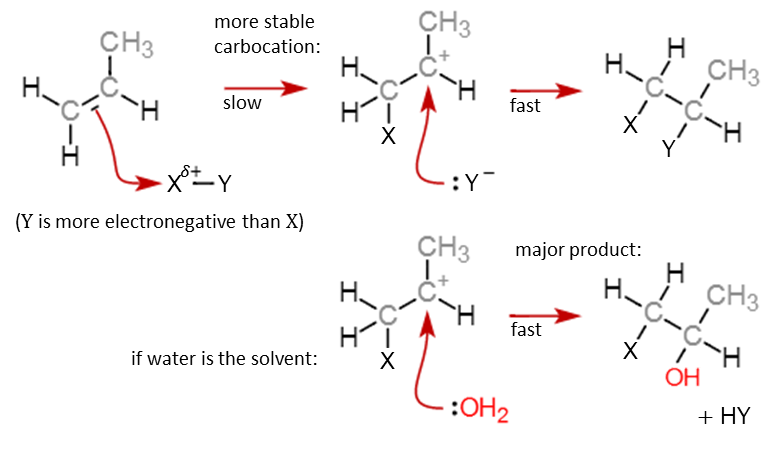 more stable
carbocation:
CH3
H
C
C
H
H
slow
Xδ+—Y
(Y is more electronegative than X)
CH3
H
C+
C
H
H
X
:Y−
fast
H
H
CH3
C
C
X
H
Y
if water is the solvent:
CH3
H
C+
C
H
H
X
:OH2
fast
major product:
H
H
CH3
C
C
X
H
OH
+ HY